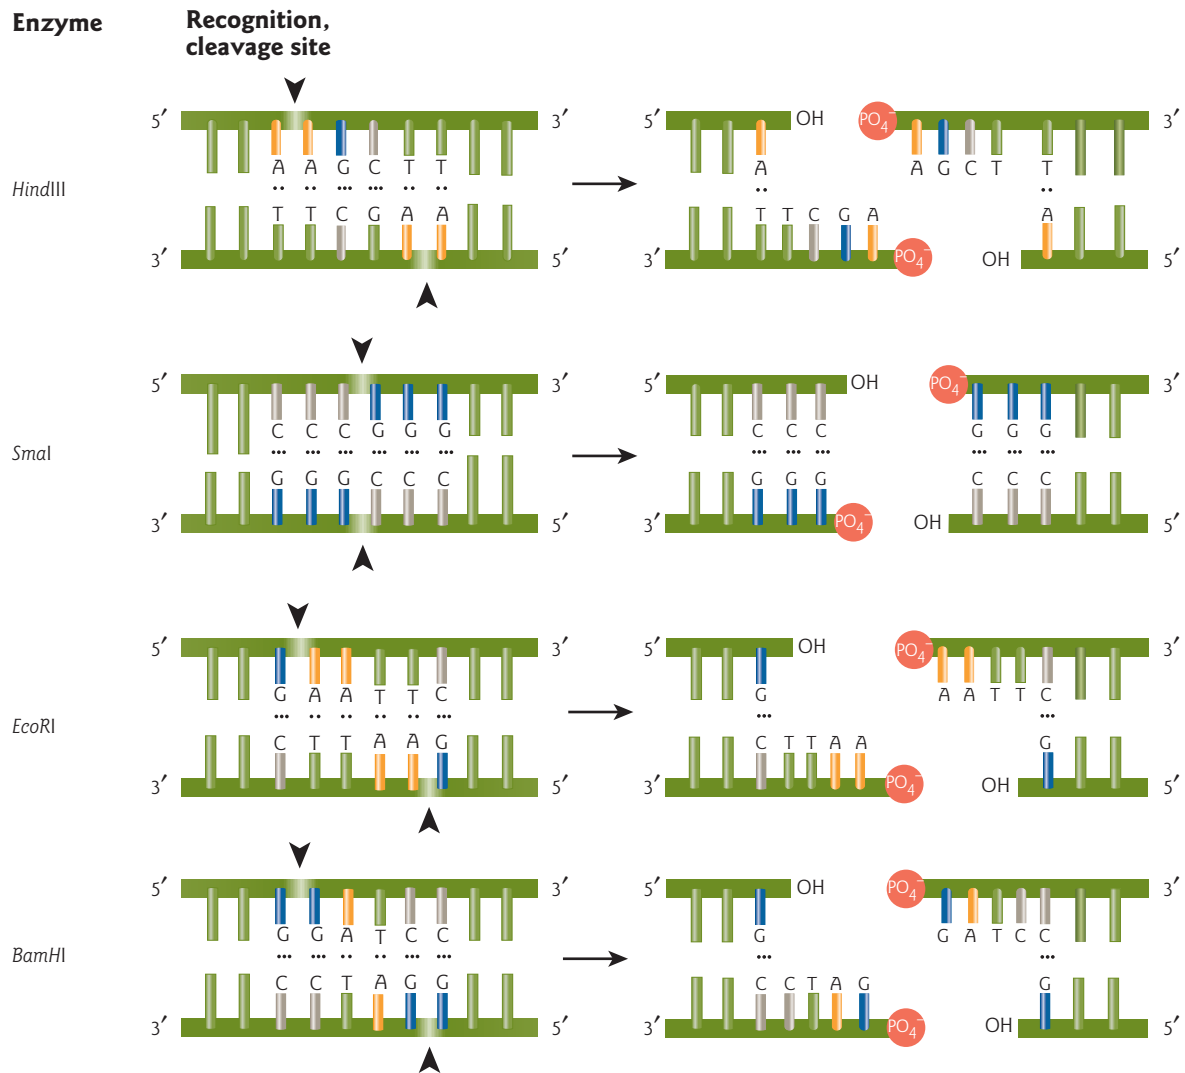 Enzyme
Recognition,
cleavage site
5′ 3′ 5′ OH PO4− 3′
A A G C T T A A G C T T
HindIII
T T C G A A T T C G A A
3′ 5′ 3′ PO4− OH 5′
5′ 3′ 5′ OH PO4− 3′
C C C G G G C C C G G G
SmaI
G G G C C C G G G C C C
3′ 5′ 3′ PO4− OH 5′
5′ 3′ 5′ OH PO4− 3′
G A A T T C G A A T T C
EcoRI
C T T A A G C T T A A G
3′ 5′ 3′ PO4− OH 5′
5′ 3′ 5′ OH PO4− 3′
G G A T C C G G A T C C
BamHI
C C T A G G C C T A G G
3′ 5′ 3′ PO4− OH 5′